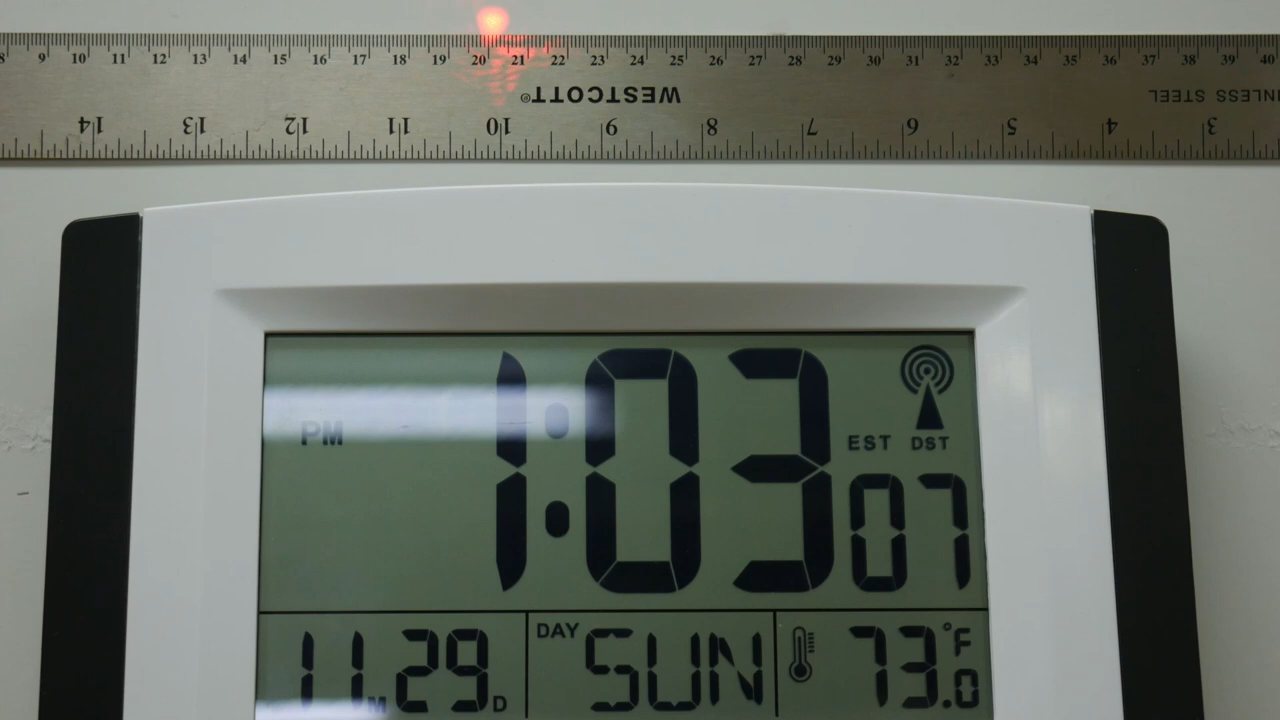 8 9 10 11 12 13 14 15 16 17 18 19 20 21 22 23 24 25 26 27 28 29 30 31 32 33 34 35 36 37 38 39 40
WESTCOTT® NLESS STEEL
14 13 12 11 10 9 8 7 6 5 4 3
PM 1:03 07 EST DST
11 M 29 D DAY SUN 73.0 °F